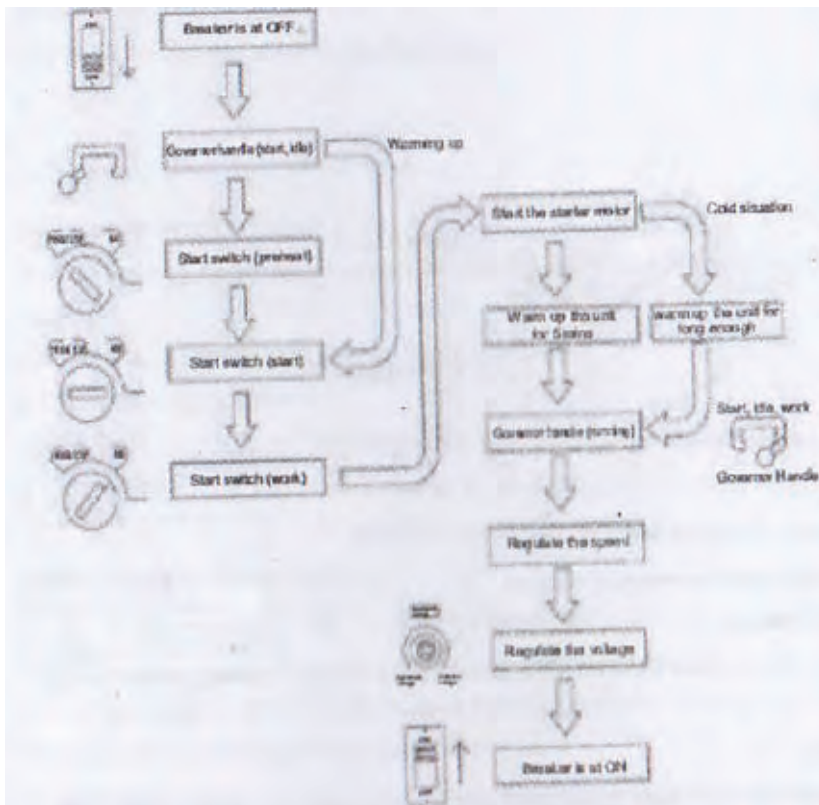 Breaker is at OFF
Governor handle (start, idle)
Warming up
Start switch (preheat)
Start switch (start)
Start switch (work)
Start the starter motor
Cold situation
Warm up the unit
for 5mins
warm up the unit for
long enough
Start, idle, work
Governor handle (running)
Governor Handle
Regulate the speed
Regulate the voltage
Breaker is at ON